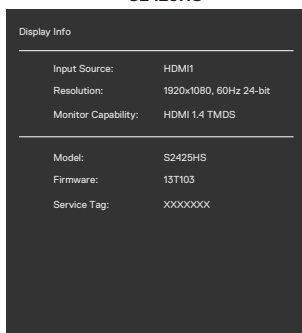 Display Info
Input Source: HDMI1
Resolution: 1920x1080, 60Hz 24-bit
Monitor Capability: HDMI 1.4 TMDS
Model: S2425HS
Firmware: 13T103
Service Tag: XXXXXXX